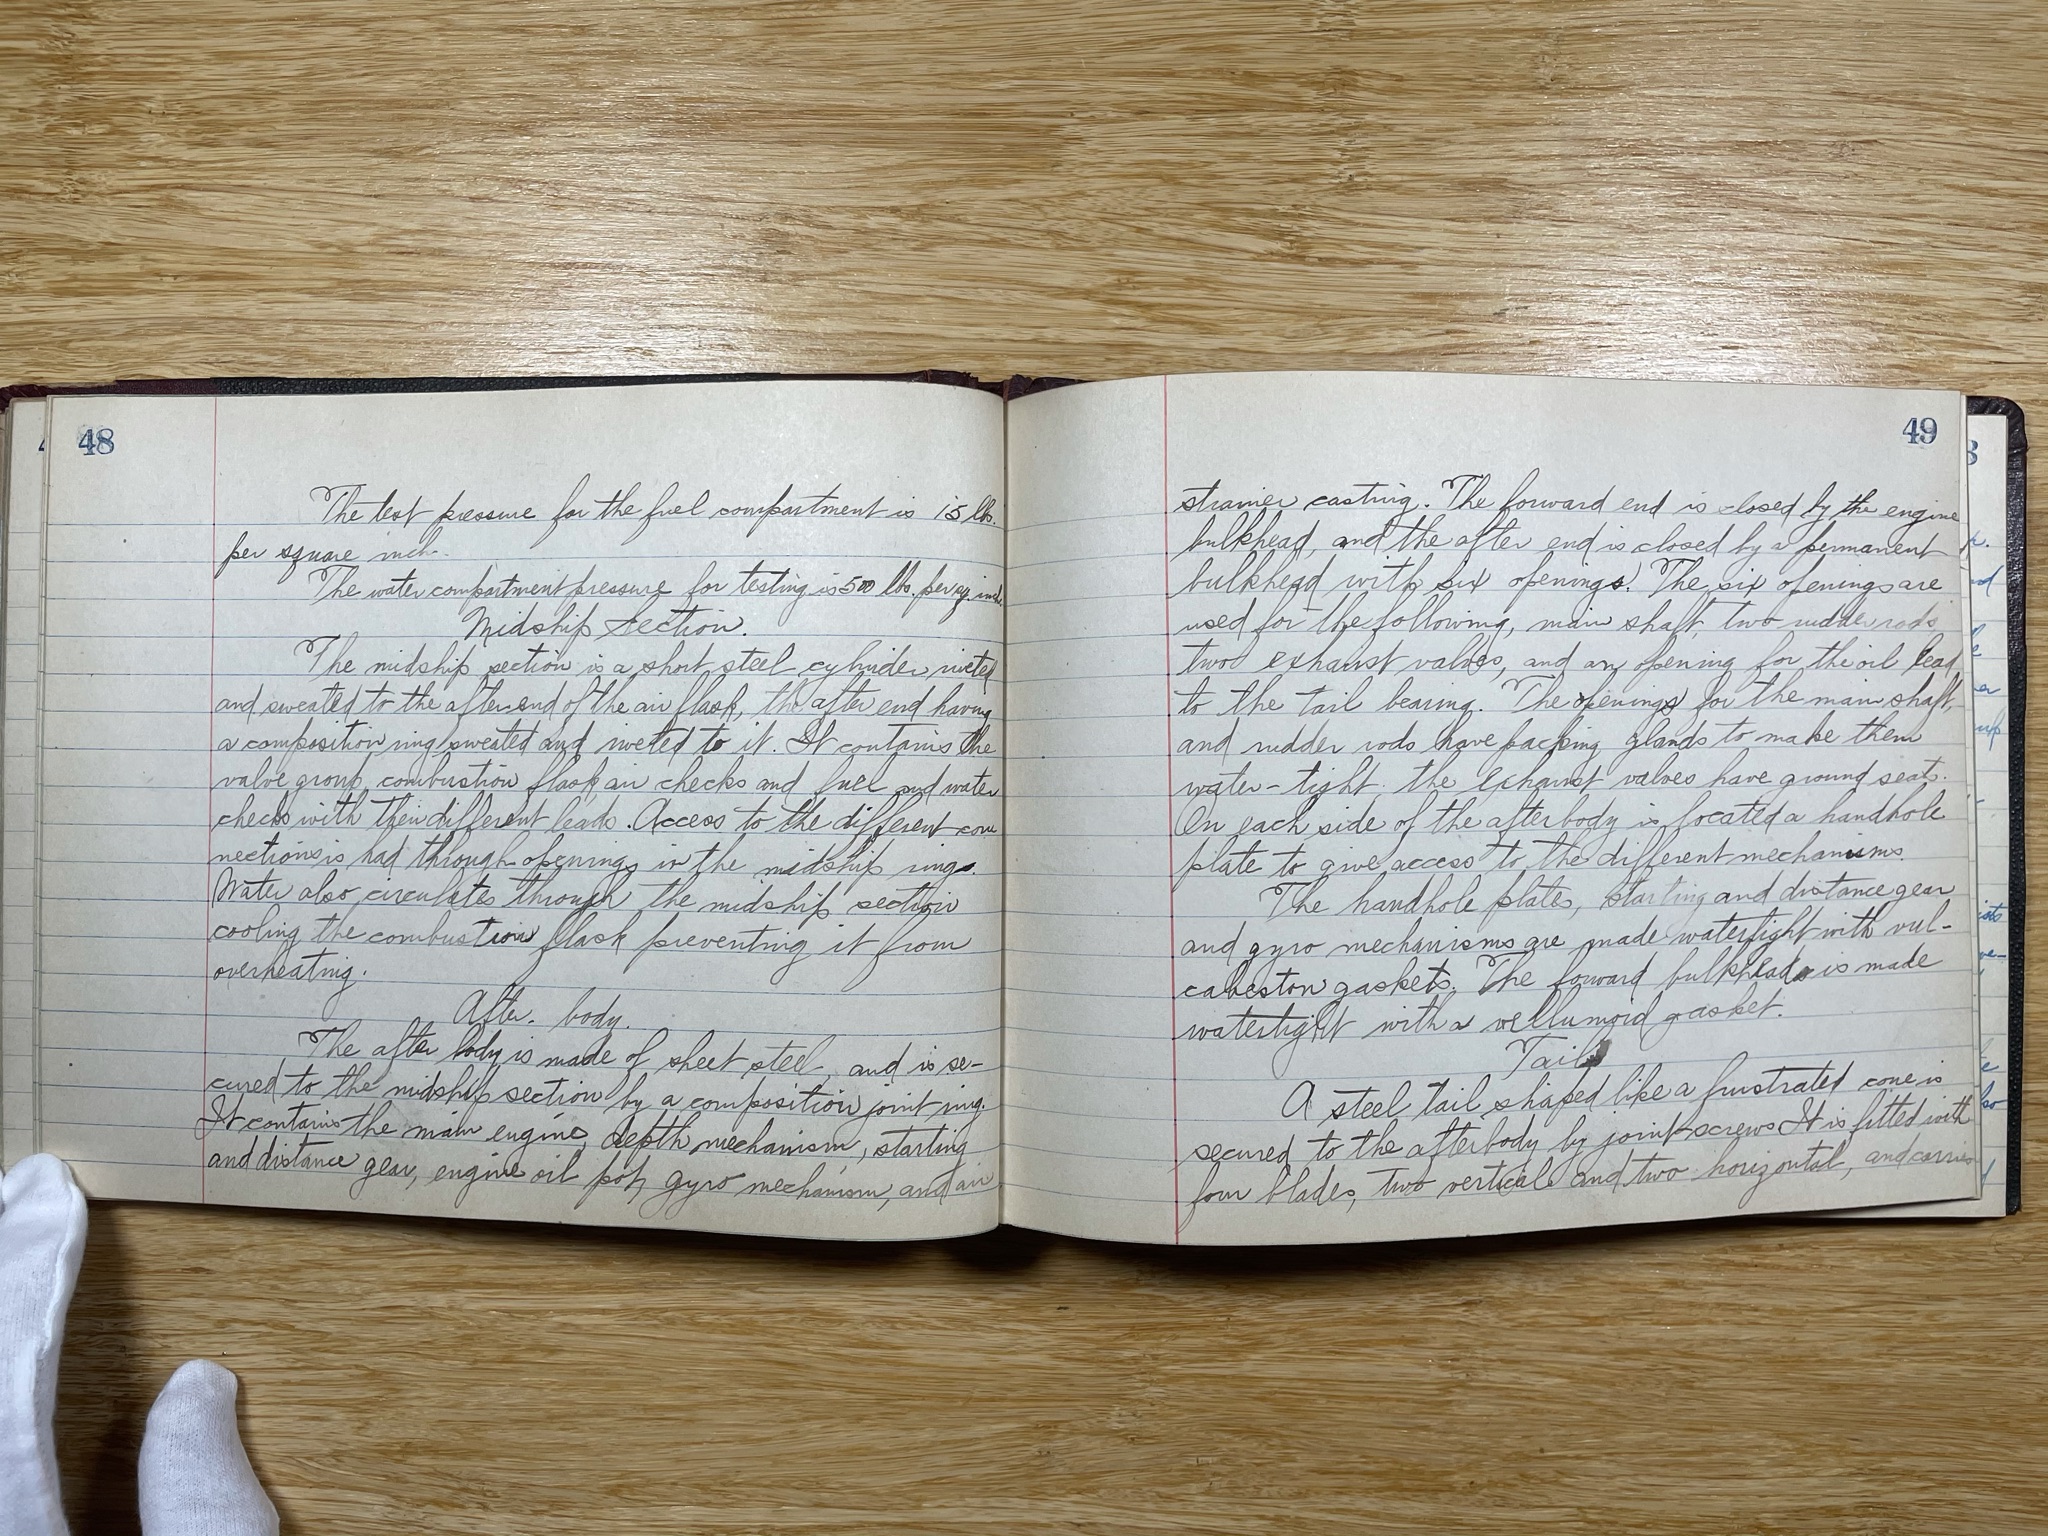 48
The test pressure for the fuel compartment is 15 lbs.
per square inch.
The water compartment pressure for testing is 500 lbs. per sq. inch.
Midship Section.
The midship section is a short steel cylinder riveted
and sweated to the after end of the air flask, the after end having
a composition ring sweated and riveted to it. It contains the
valve group, combustion flask, air checks and fuel and water
checks with their different leads. Access to the different con
nections is had through openings in the midship rings.
Water also circulates through the midship section
cooling the combustion flask preventing it from
overheating.
After body.
The after body is made of sheet steel, and is se-
cured to the midship section by a composition joint ring.
It contains the main engine, depth mechanism, starting
and distance gear, engine oil pot, gyro mechanism, and air
49
strainer casting. The forward end is closed by the engine
bulkhead, and the after end is closed by a permanent
bulkhead with six openings. The six openings are
used for the following, main shaft, two rudder rods
two exhaust valves, and an opening for the oil lead
to the tail bearing. The openings for the main shaft,
and rudder rods have packing glands to make them
water-tight. the exhaust valves have ground seats.
On each side of the afterbody is located a handhole
plate to give access to the different mechanisms
The handhole plates, starting and distance gear
and gyro mechanisms are made watertight with vul-
cabeston gaskets. The forward bulkhead is made
watertight with a vellumoid gasket.
Tail
A steel tail shaped like a frustrated cone is
secured to the afterbody by joint-screws It is fitted with
four blades, two vertical and two horizontal, and carries